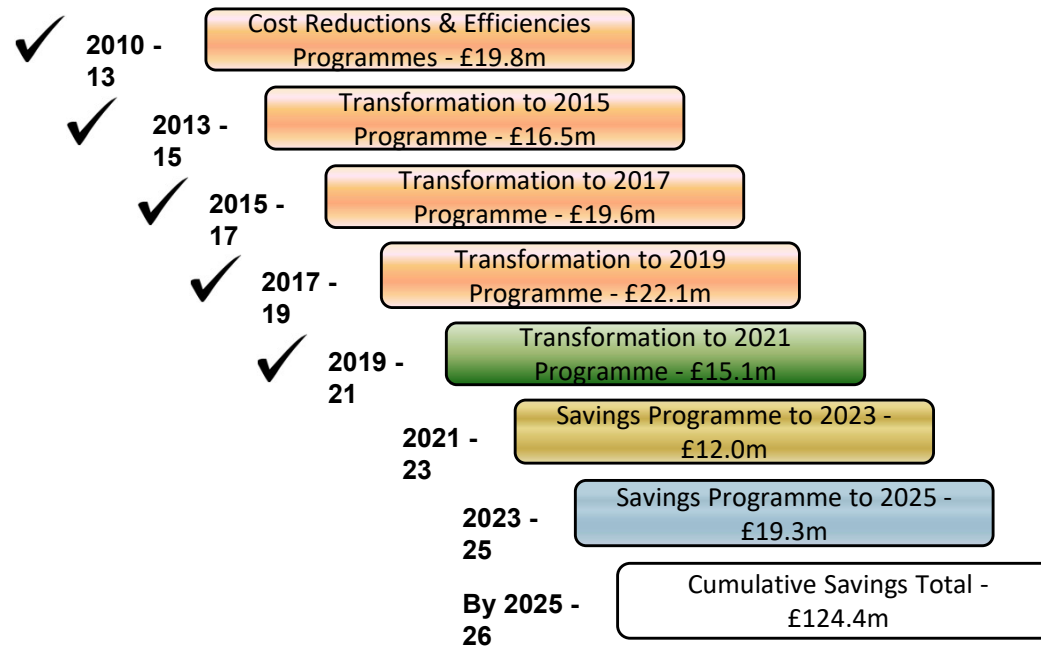 2010 -
13
Cost Reductions & Efficiencies
Programmes - £19.8m
2013 -
15
Transformation to 2015
Programme - £16.5m
2015 -
17
Transformation to 2017
Programme - £19.6m
2017 -
19
Transformation to 2019
Programme - £22.1m
2019 -
21
Transformation to 2021
Programme - £15.1m
2021 -
23
Savings Programme to 2023 -
£12.0m
2023 -
25
Savings Programme to 2025 -
£19.3m
By 2025 -
26
Cumulative Savings Total -
£124.4m